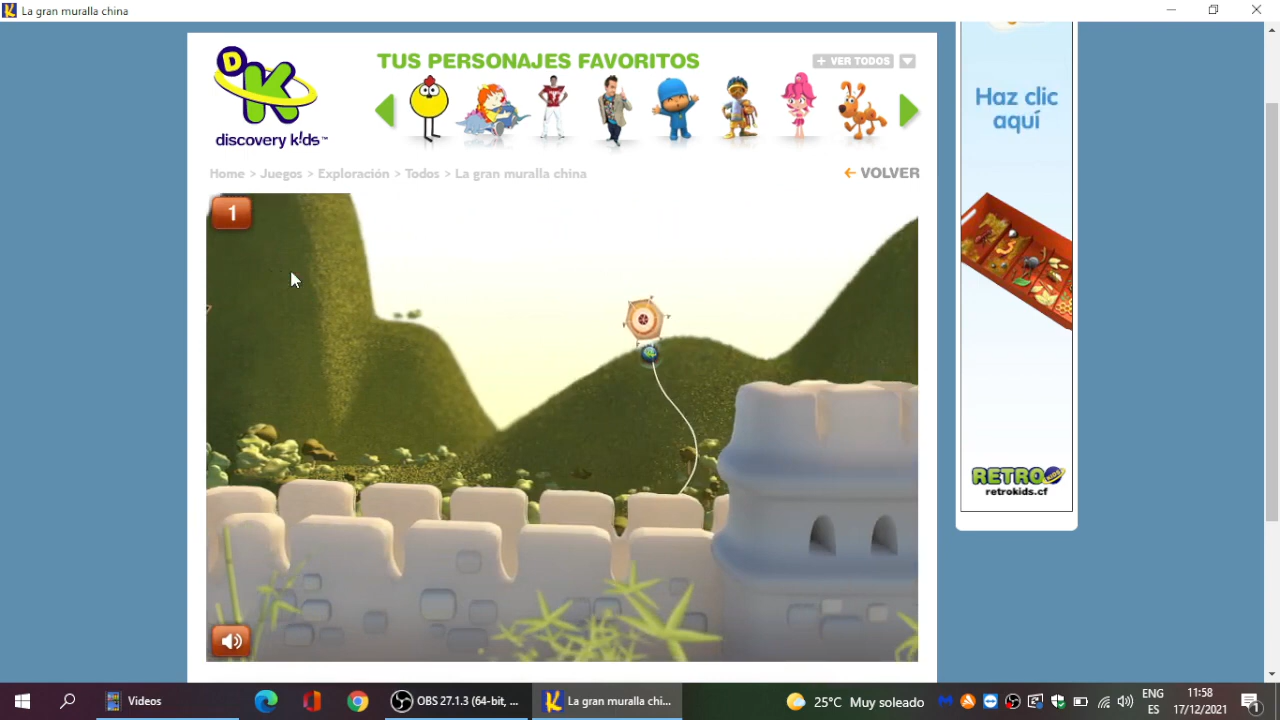 La gran muralla china
D
K
discovery k!ds™
TUS PERSONAJES FAVORITOS
+ VER TODOS
Home > Juegos > Exploración > Todos > La gran muralla china
← VOLVER
1
Haz clic
aquí
RETRO
retrokids.cf
Videos
OBS 27.1.3 (64-bit, ...
La gran muralla chi...
25°C Muy soleado
ENG
ES
11:58
17/12/2021
1